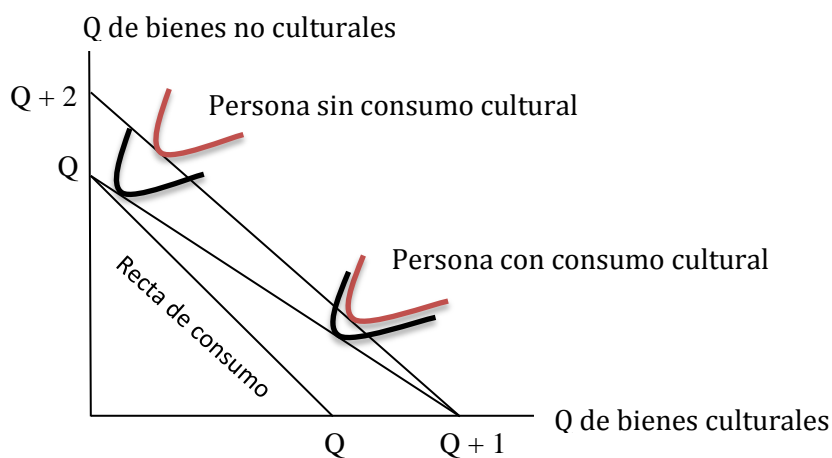 Q de bienes no culturales
Q + 2
Persona sin consumo cultural
Q
Persona con consumo cultural
Recta de consumo
Q de bienes culturales
Q
Q + 1